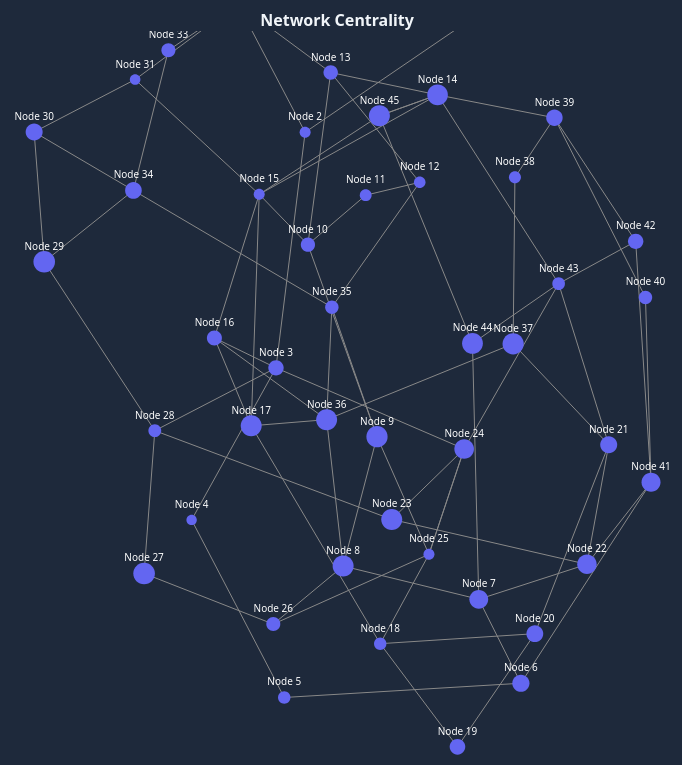 Network Centrality
Node 33
Node 13
Node 31
Node 14
Node 45
Node 39
Node 30
Node 2
Node 12
Node 38
Node 34
Node 15
Node 11
Node 42
Node 10
Node 29
Node 43
Node 40
Node 35
Node 16
Node 44
Node 37
Node 3
Node 17
Node 36
Node 28
Node 9
Node 24
Node 21
Node 41
Node 4
Node 23
Node 25
Node 27
Node 8
Node 22
Node 7
Node 26
Node 18
Node 20
Node 5
Node 6
Node 19